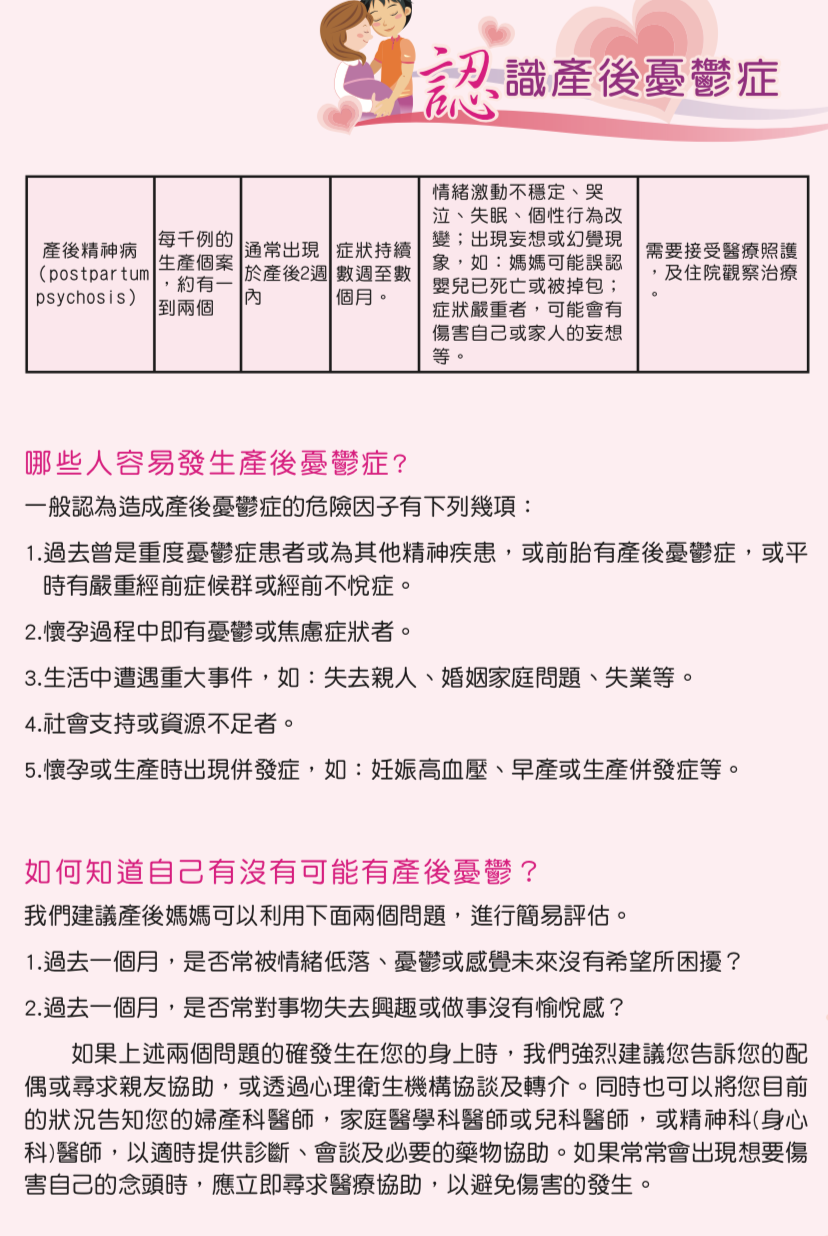 認識產後憂鬱症
產後精神病
（postpartum
psychosis）
每千例的
生產個案
，約有一
到兩個
通常出現
於產後2週
內
症狀持續
數週至數
個月。
情緒激動不穩定、哭
泣、失眠、個性行為改
變；出現妄想或幻覺現
象，如：媽媽可能誤認
嬰兒已死亡或被掉包；
症狀嚴重者，可能會有
傷害自己或家人的妄想
等。
需要接受醫療照護
，及住院觀察治療
。
哪些人容易發生產後憂鬱症?
一般認為造成產後憂鬱症的危險因子有下列幾項：
1.過去曾是重度憂鬱症患者或為其他精神疾患，或前胎有產後憂鬱症，或平
時有嚴重經前症候群或經前不悅症。
2.懷孕過程中即有憂鬱或焦慮症狀者。
3.生活中遭遇重大事件，如：失去親人、婚姻家庭問題、失業等。
4.社會支持或資源不足者。
5.懷孕或生產時出現併發症，如：妊娠高血壓、早產或生產併發症等。
如何知道自己有沒有可能有產後憂鬱？
我們建議產後媽媽可以利用下面兩個問題，進行簡易評估。
1.過去一個月，是否常被情緒低落、憂鬱或感覺未來沒有希望所困擾？
2.過去一個月，是否常對事物失去興趣或做事沒有愉悅感？
如果上述兩個問題的確發生在您的身上時，我們強烈建議您告訴您的配
偶或尋求親友協助，或透過心理衛生機構協談及轉介。同時也可以將您目前
的狀況告知您的婦產科醫師，家庭醫學科醫師或兒科醫師，或精神科(身心
科)醫師，以適時提供診斷、會談及必要的藥物協助。如果常常會出現想要傷
害自己的念頭時，應立即尋求醫療協助，以避免傷害的發生。